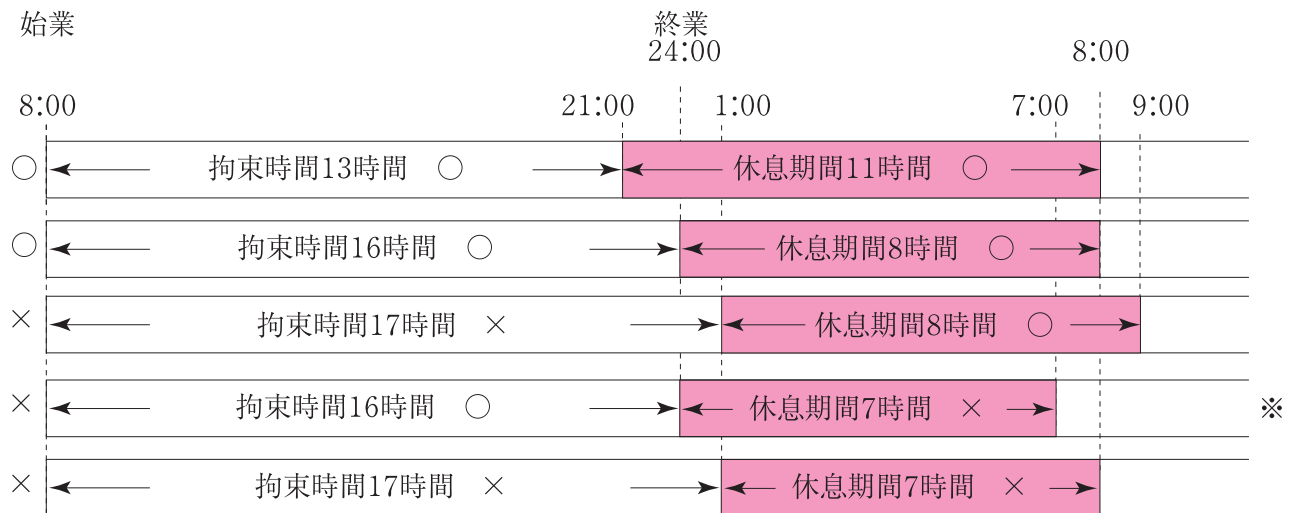 始業 終業
24:00 8:00
8:00 21:00 1:00 7:00 9:00
○ 拘束時間13時間 ○ 休息期間11時間 ○
○ 拘束時間16時間 ○ 休息期間8時間 ○
× 拘束時間17時間 × 休息期間8時間 ○
× 拘束時間16時間 ○ 休息期間7時間 × ※
× 拘束時間17時間 × 休息期間7時間 ×